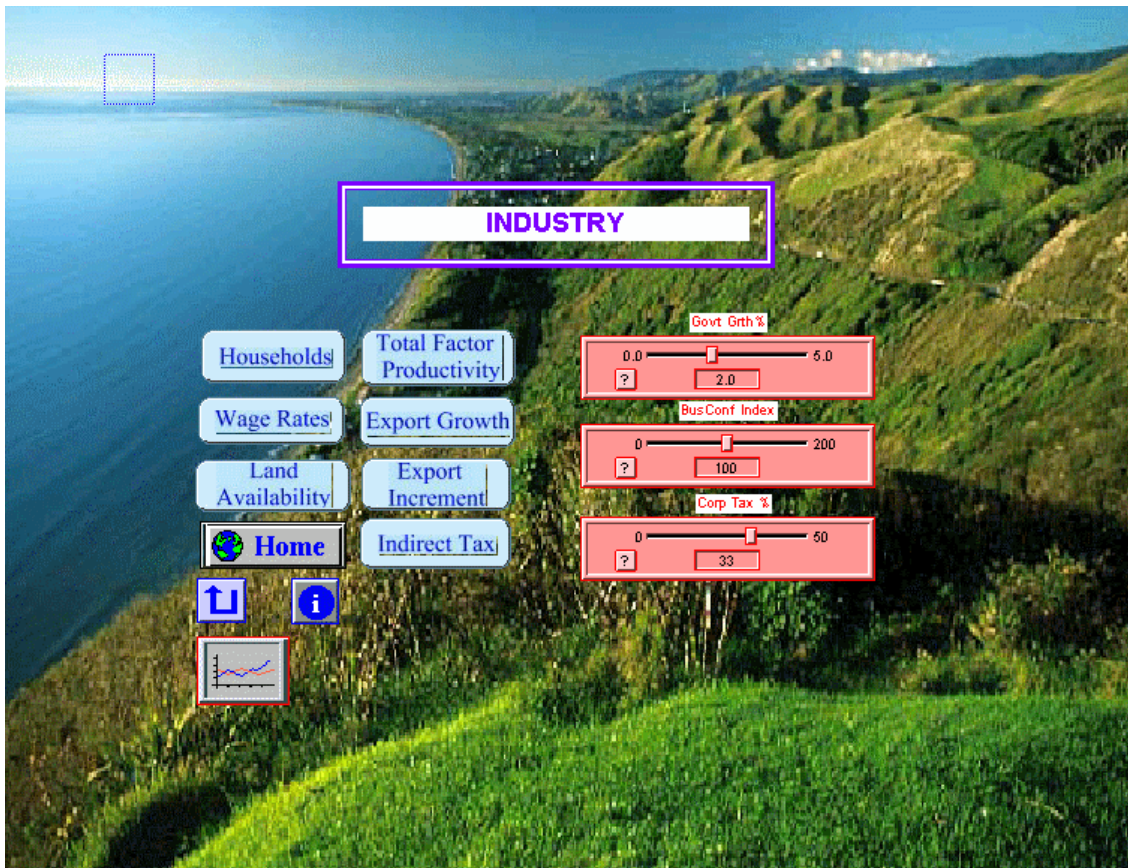 INDUSTRY
Households
Total Factor
Productivity
Wage Rates
Export Growth
Land
Availability
Export
Increment
Home
Indirect Tax
i
Govt Grth %
0.0 5.0
? 2.0
BusConf Index
0 200
? 100
Corp Tax %
0 50
? 33